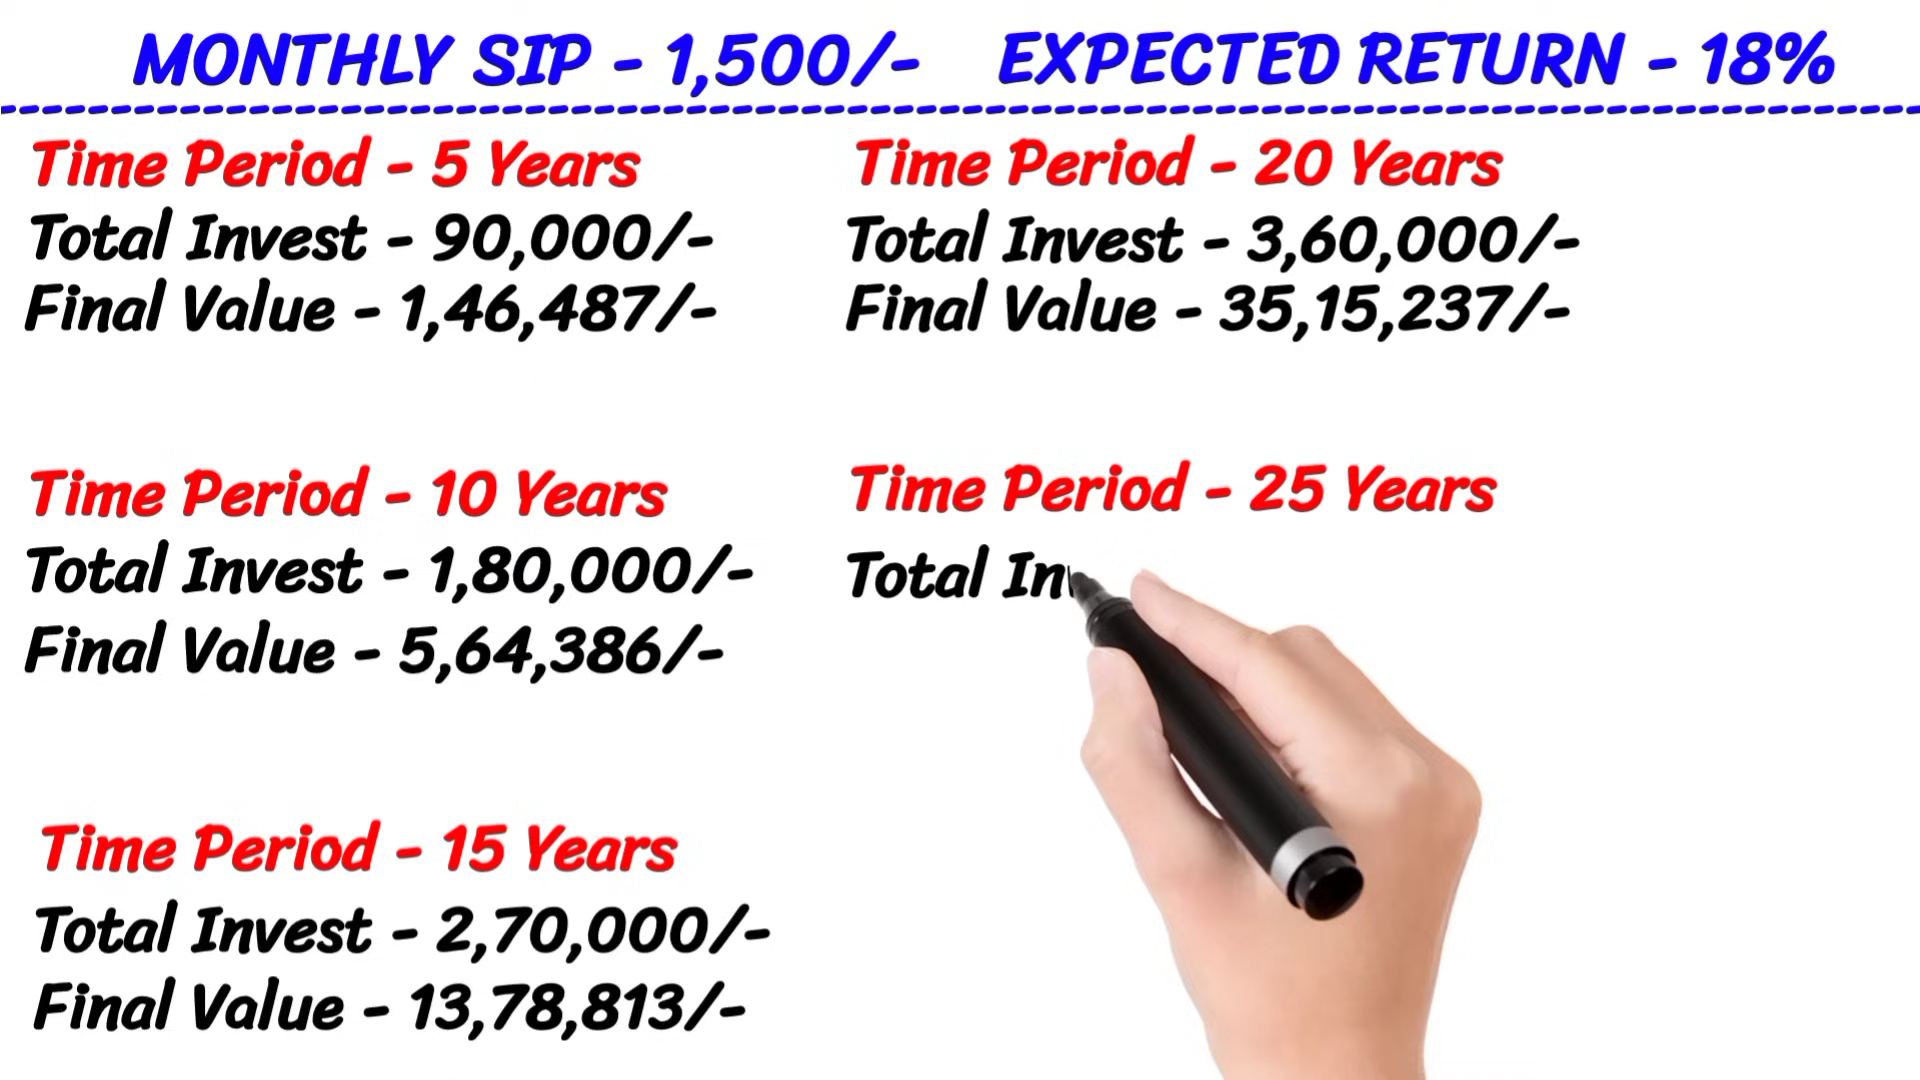 MONTHLY SIP - 1,500/- EXPECTED RETURN - 18%
Time Period - 5 Years
Total Invest - 90,000/-
Final Value - 1,46,487/-
Time Period - 10 Years
Total Invest - 1,80,000/-
Final Value - 5,64,386/-
Time Period - 15 Years
Total Invest - 2,70,000/-
Final Value - 13,78,813/-
Time Period - 20 Years
Total Invest - 3,60,000/-
Final Value - 35,15,237/-
Time Period - 25 Years
Total In